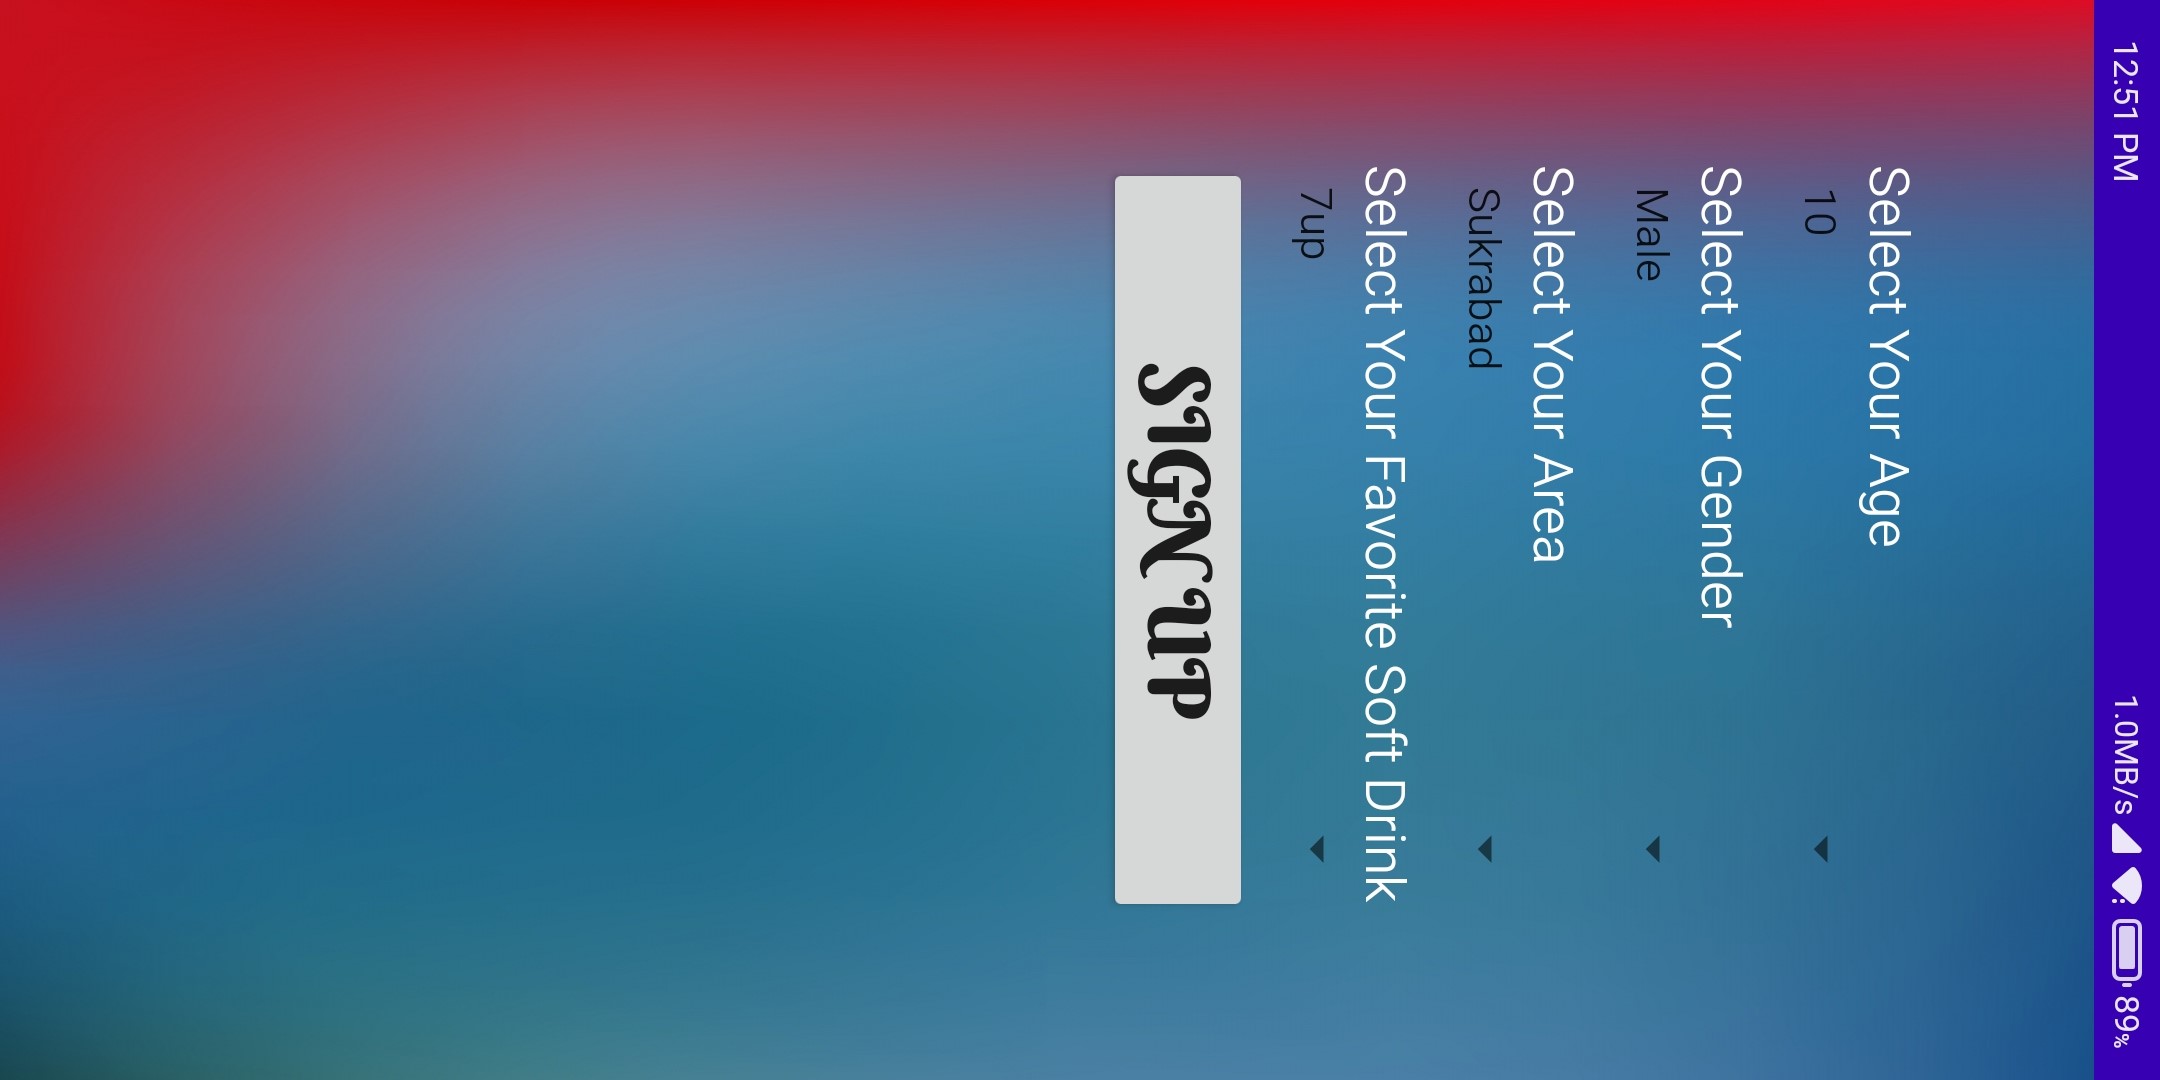 12:51 PM 1.0MB/s 89%
Select Your Age
10
Select Your Gender
Male
Select Your Area
Sukrabad
Select Your Favorite Soft Drink
7up
SIGN UP